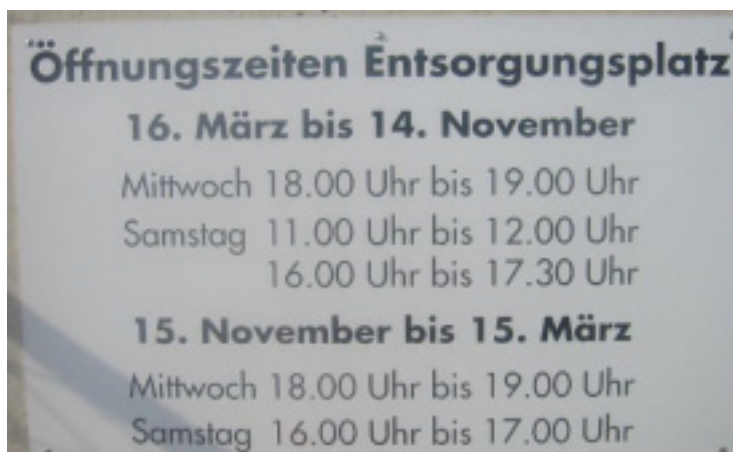 Öffnungszeiten Entsorgungsplatz
16. März bis 14. November
Mittwoch 18.00 Uhr bis 19.00 Uhr
Samstag 11.00 Uhr bis 12.00 Uhr
16.00 Uhr bis 17.30 Uhr
15. November bis 15. März
Mittwoch 18.00 Uhr bis 19.00 Uhr
Samstag 16.00 Uhr bis 17.00 Uhr